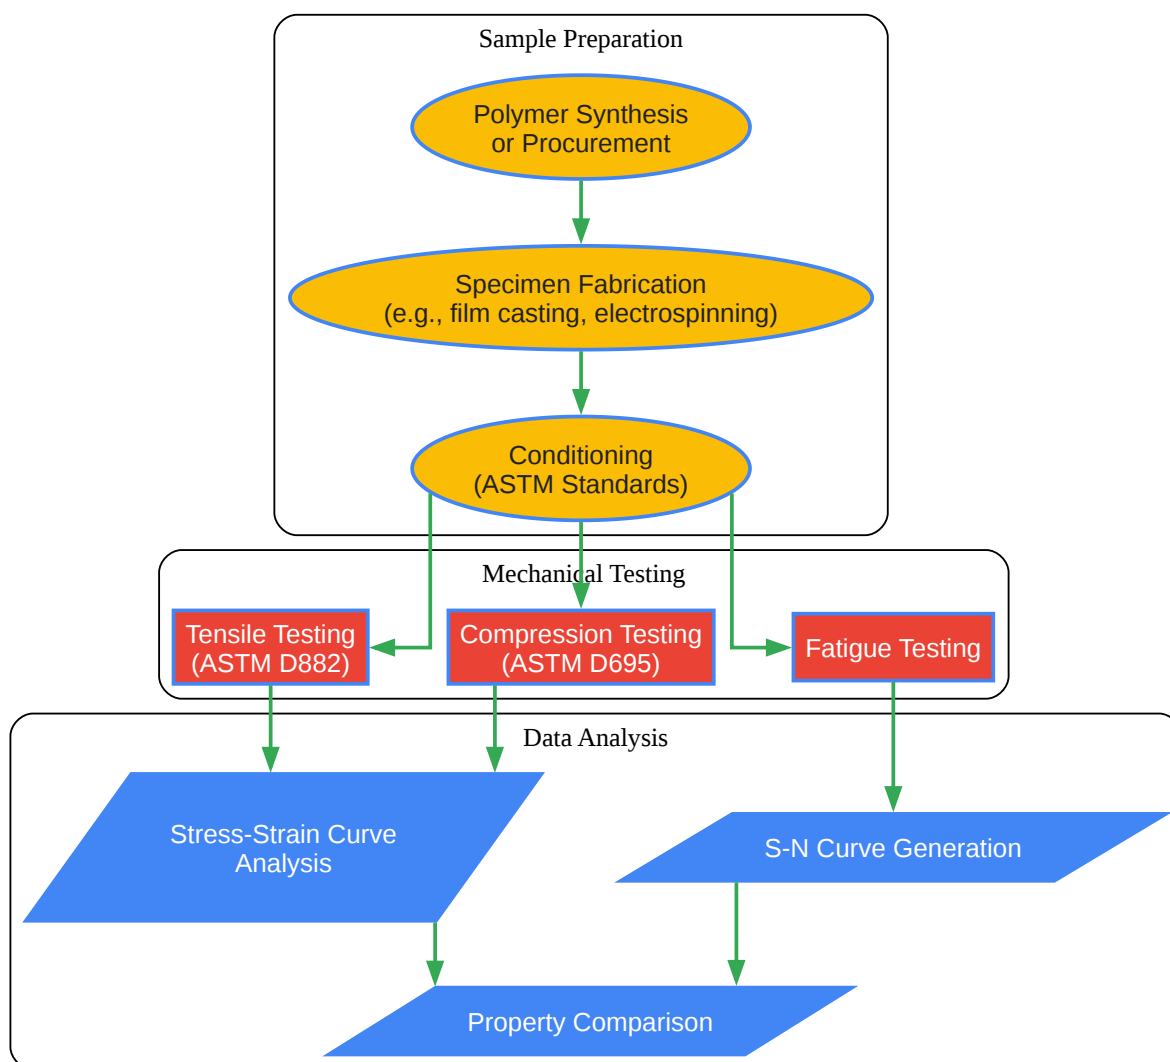 Sample Preparation
Polymer Synthesis
or Procurement
Specimen Fabrication
(e.g., film casting, electrospinning)
Conditioning
(ASTM Standards)
Mechanical Testing
Tensile Testing
(ASTM D882)
Compression Testing
(ASTM D695)
Fatigue Testing
Data Analysis
Stress-Strain Curve
Analysis
S-N Curve Generation
Property Comparison